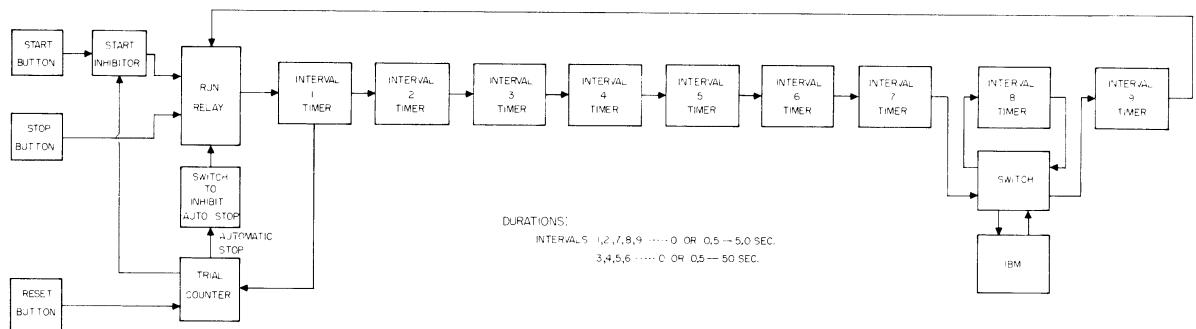 START
BUTTON
START
INHIBITOR
RUN
RELAY
INTERVAL
1
TIMER
INTERVAL
2
TIMER
INTERVAL
3
TIMER
INTERVAL
4
TIMER
INTERVAL
5
TIMER
INTERVAL
6
TIMER
INTERVAL
7
TIMER
INTERVAL
8
TIMER
INTERVAL
9
TIMER
STOP
BUTTON
SWITCH
TO
INHIBIT
AUTO STOP
SWITCH
AUTOMATIC
STOP
DURATIONS:
INTERVALS 1,2,7,8,9 ····· 0 OR 0.5 — 5.0 SEC.
3,4,5,6 ····· 0 OR 0.5 — 50 SEC.
IBM
TRIAL
COUNTER
RESET
BUTTON